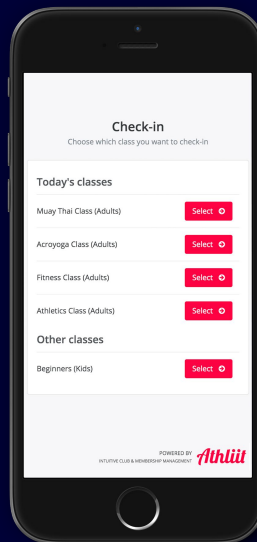 Check-in
Choose which class you want to check-in
Today's classes
Muay Thai Class (Adults) Select
Acroyoga Class (Adults) Select
Fitness Class (Adults) Select
Athletics Class (Adults) Select
Other classes
Beginners (Kids) Select
POWERED BY
INTUITIVE CLUB & MEMBERSHIP MANAGEMENT
Athliit